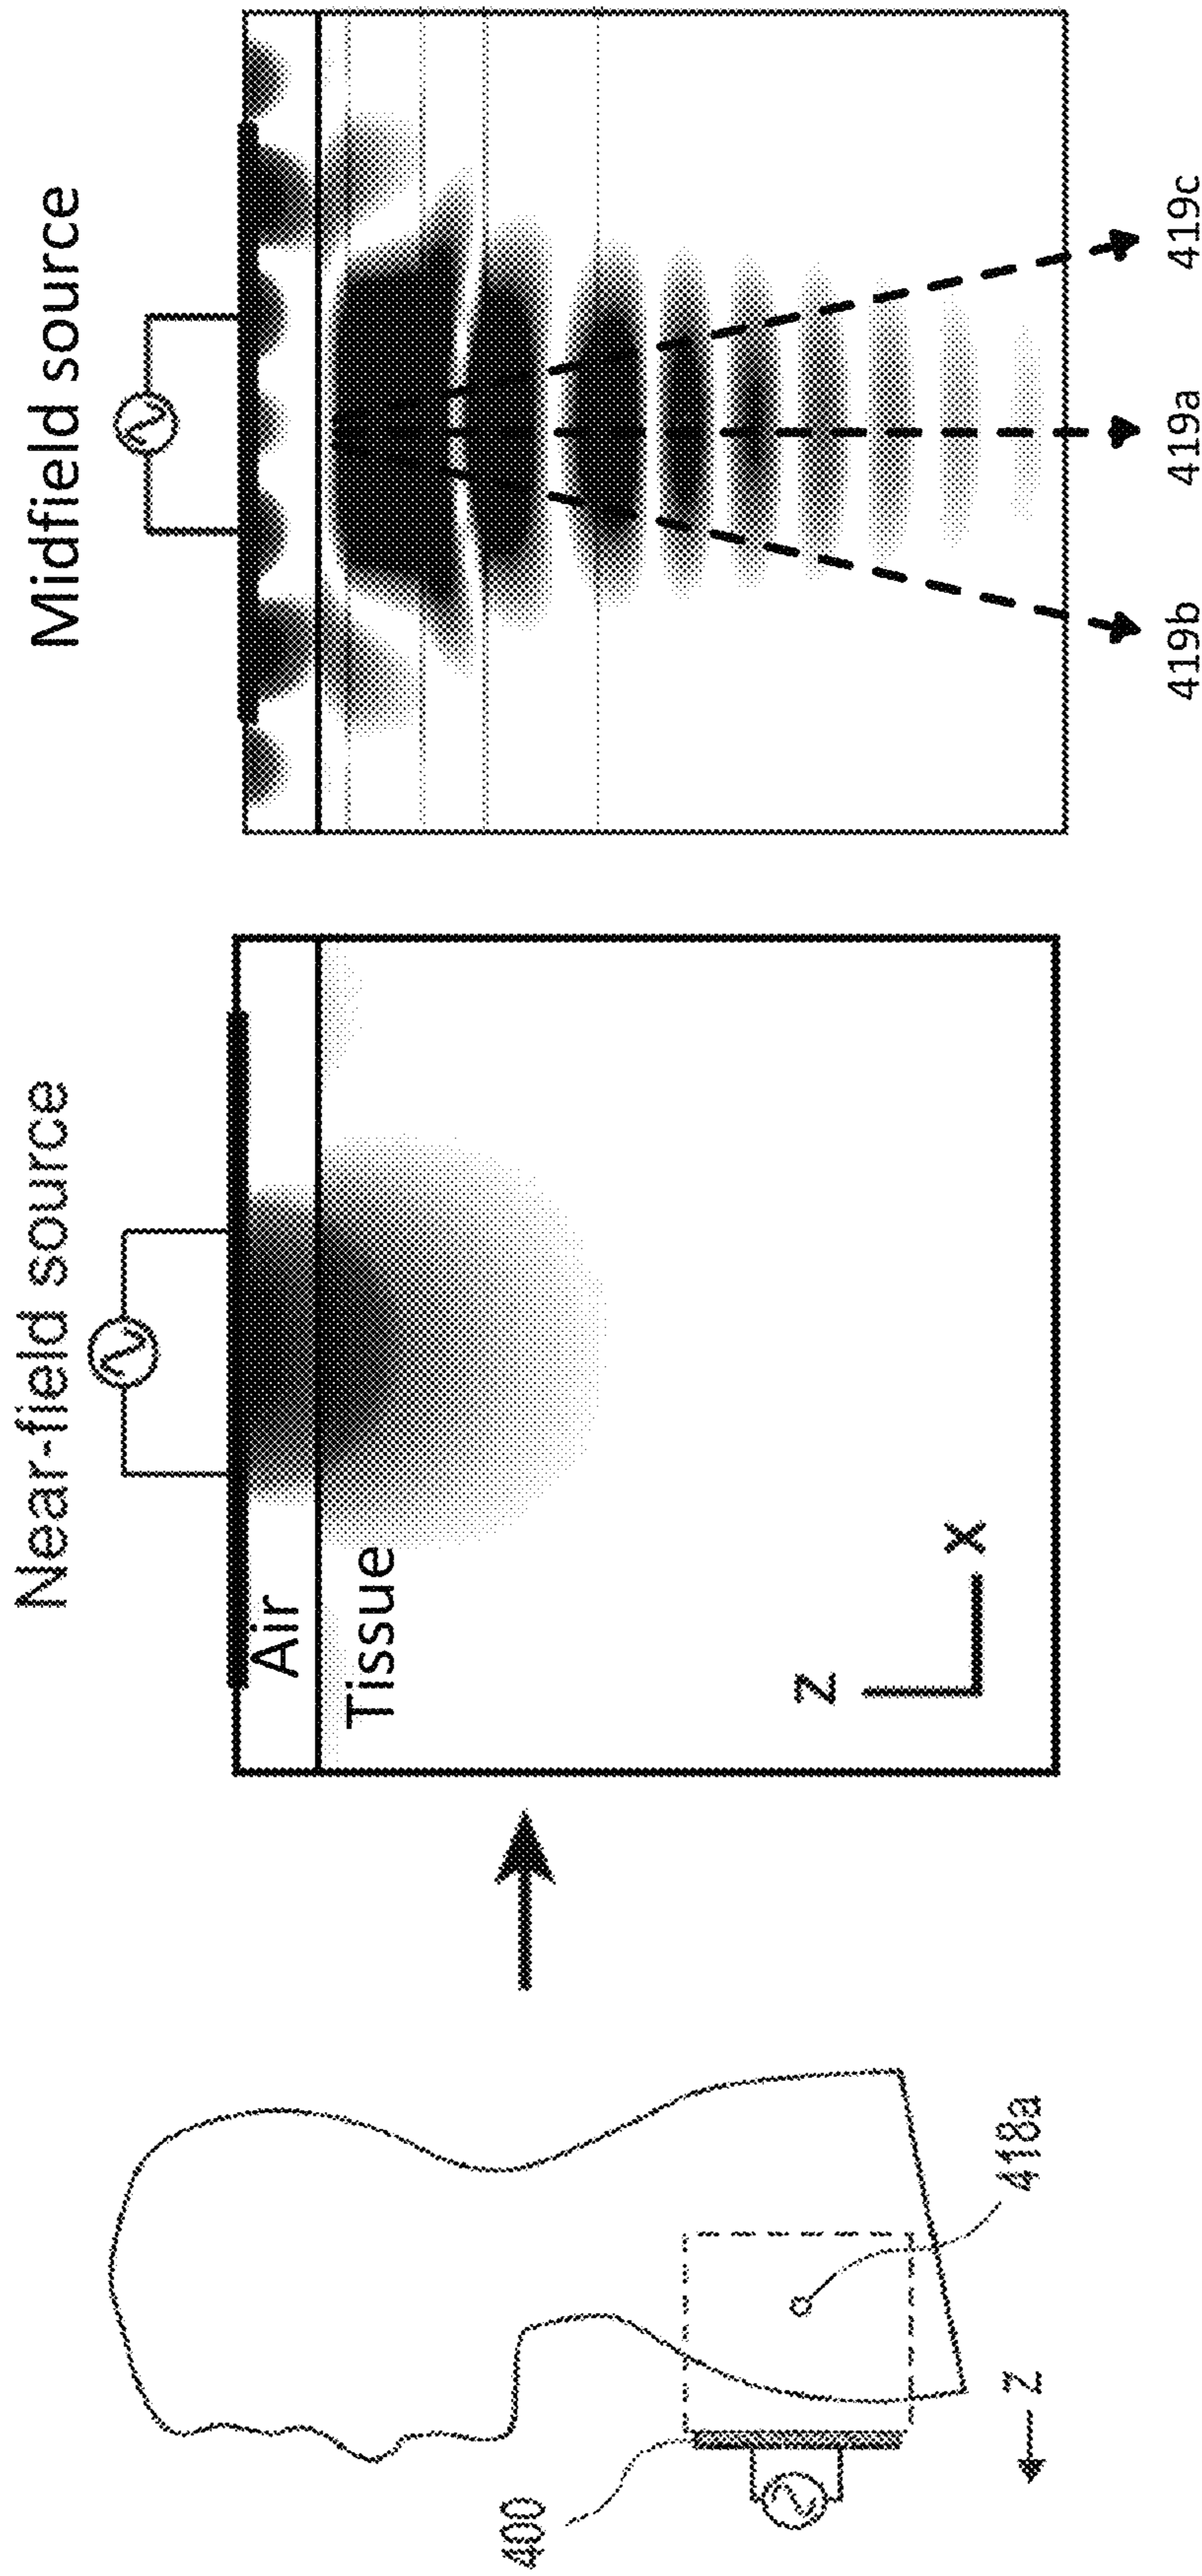 400
Z
418a
Near-field source
Air
Tissue
Z
X
Midfield source
419b
419a
419c